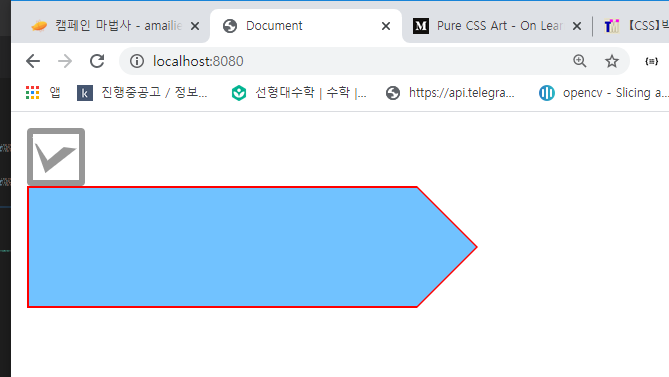 캠페인 마법사 - amailie
Document
Pure CSS Art - On Lear
【CSS】박
localhost:8080
앱
진행중공고 / 정보...
선형대수학 | 수학 |...
https://api.telegra...
opencv - Slicing a...